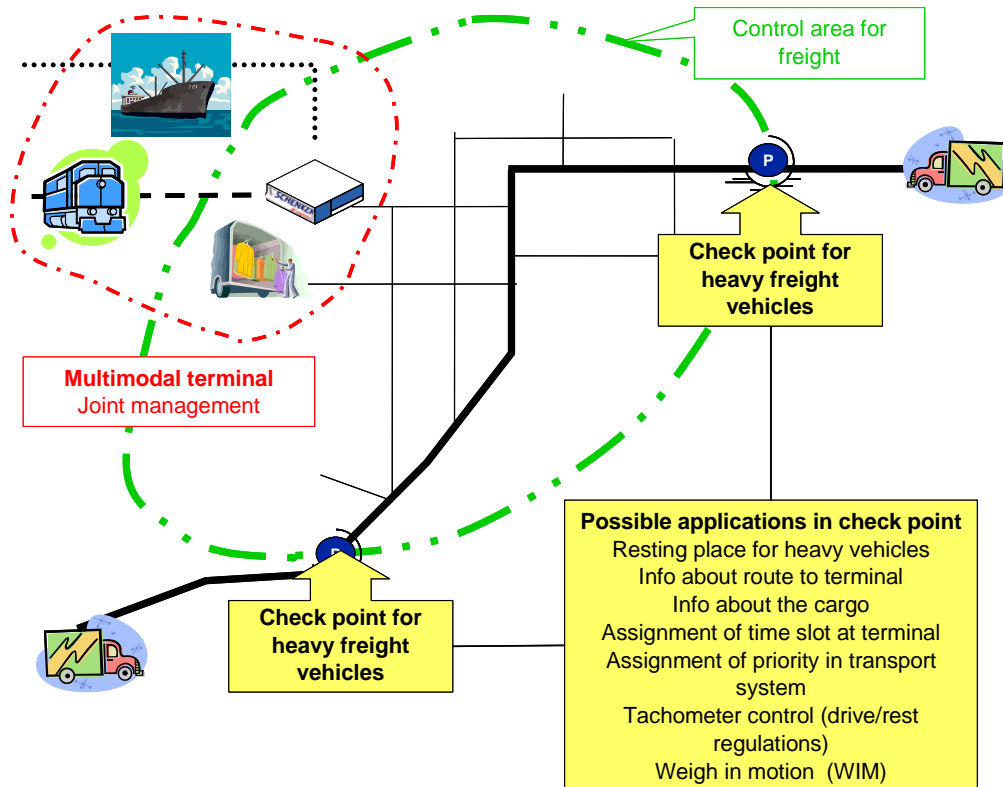 Control area for
freight
P
SCHENKER
Check point for
heavy freight
vehicles
Multimodal terminal
Joint management
Possible applications in check point
Resting place for heavy vehicles
Info about route to terminal
Info about the cargo
Assignment of time slot at terminal
Assignment of priority in transport
system
Tachometer control (drive/rest
regulations)
Weigh in motion (WIM)
Check point for
heavy freight
vehicles